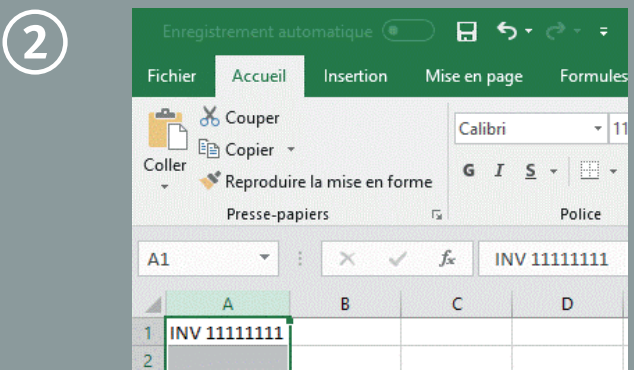 2
Enregistrement automatique
Fichier Accueil Insertion Mise en page Formules
Couper
Copier
Reproduire la mise en forme
Coller
Presse-papiers
Calibri 11
G I S
Police
A1 fx INV 11111111
A B C D
1 INV 11111111
2